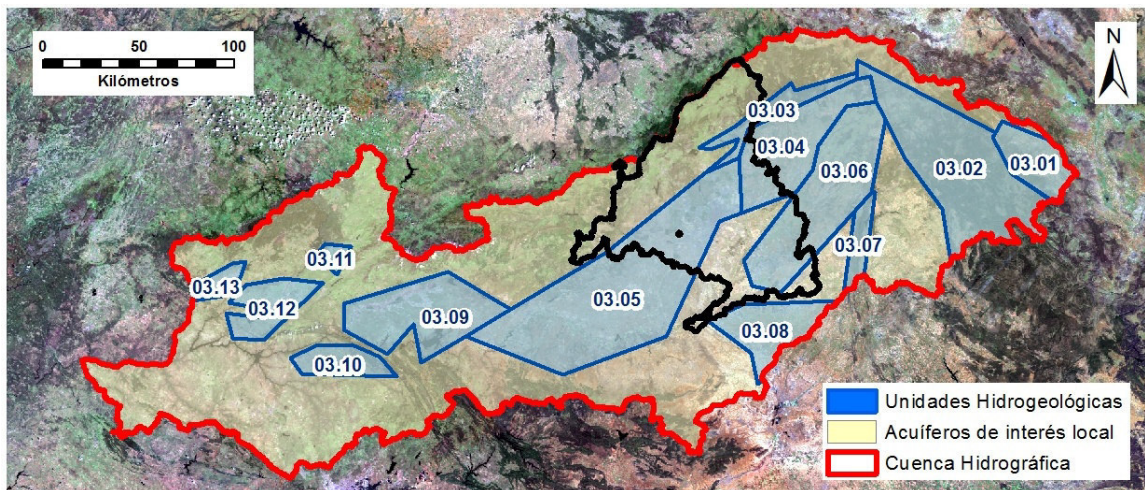 0 50 100
Kilómetros
N
03.03
03.04
03.01
03.02
03.06
03.07
03.11
03.13
03.12
03.05
03.09
03.08
03.10
Unidades Hidrogeológicas
Acuíferos de interés local
Cuenca Hidrográfica